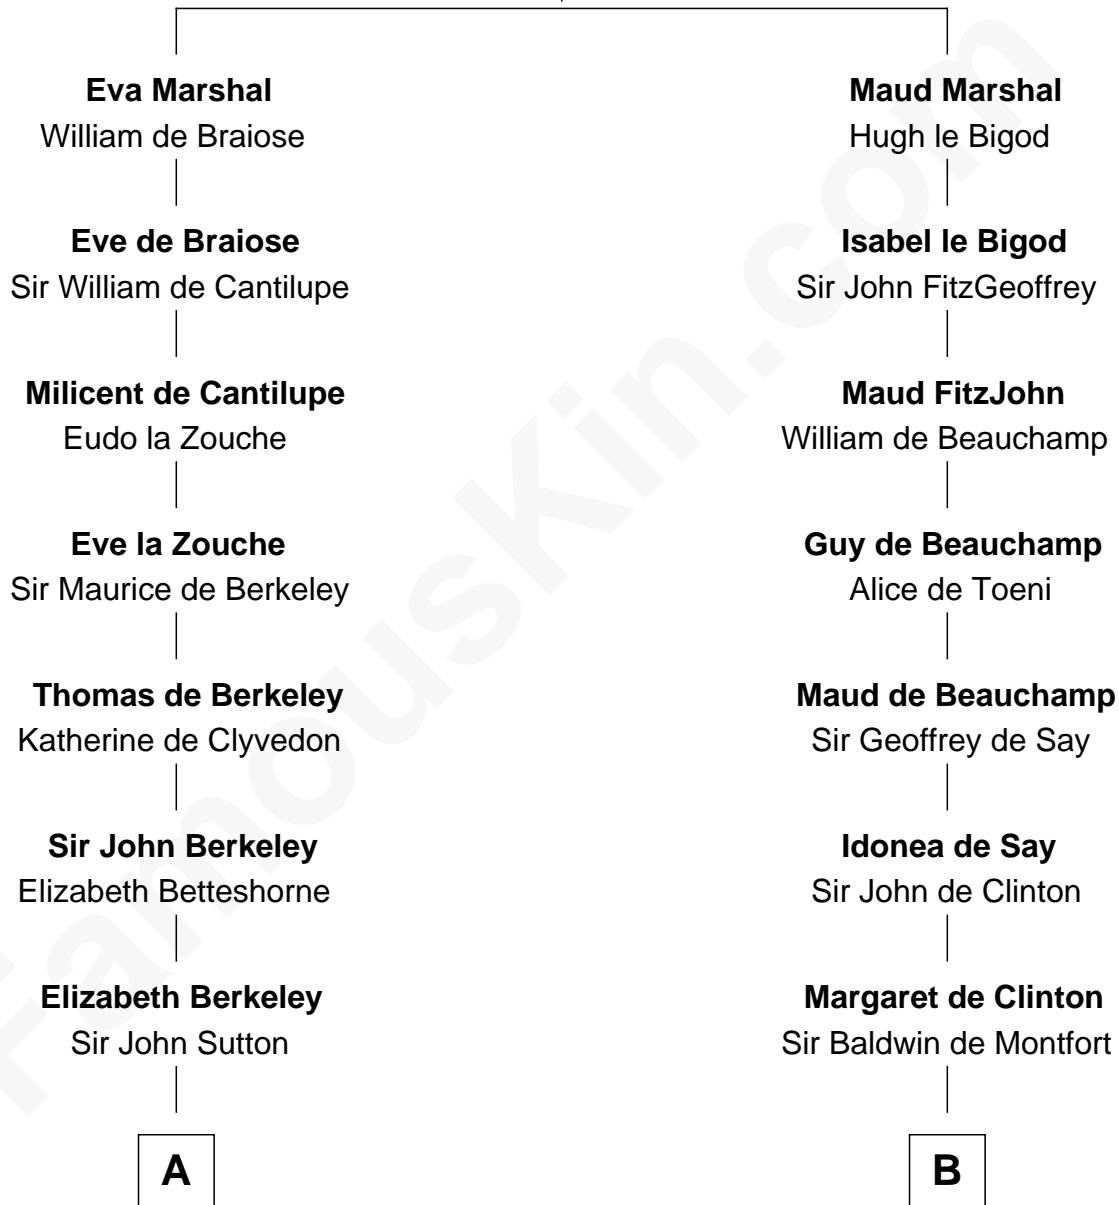 Eva Marshal
William de Braiose
Eve de Braiose
Sir William de Cantilupe
Milicent de Cantilupe
Eudo la Zouche
Eve la Zouche
Sir Maurice de Berkeley
Thomas de Berkeley
Katherine de Clyvedon
Sir John Berkeley
Elizabeth Betteshorne
Elizabeth Berkeley
Sir John Sutton
A
Maud Marshal
Hugh le Bigod
Isabel le Bigod
Sir John FitzGeoffrey
Maud FitzJohn
William de Beauchamp
Guy de Beauchamp
Alice de Toeni
Maud de Beauchamp
Sir Geoffrey de Say
Idonea de Say
Sir John de Clinton
Margaret de Clinton
Sir Baldwin de Montfort
B
FamousKin.com